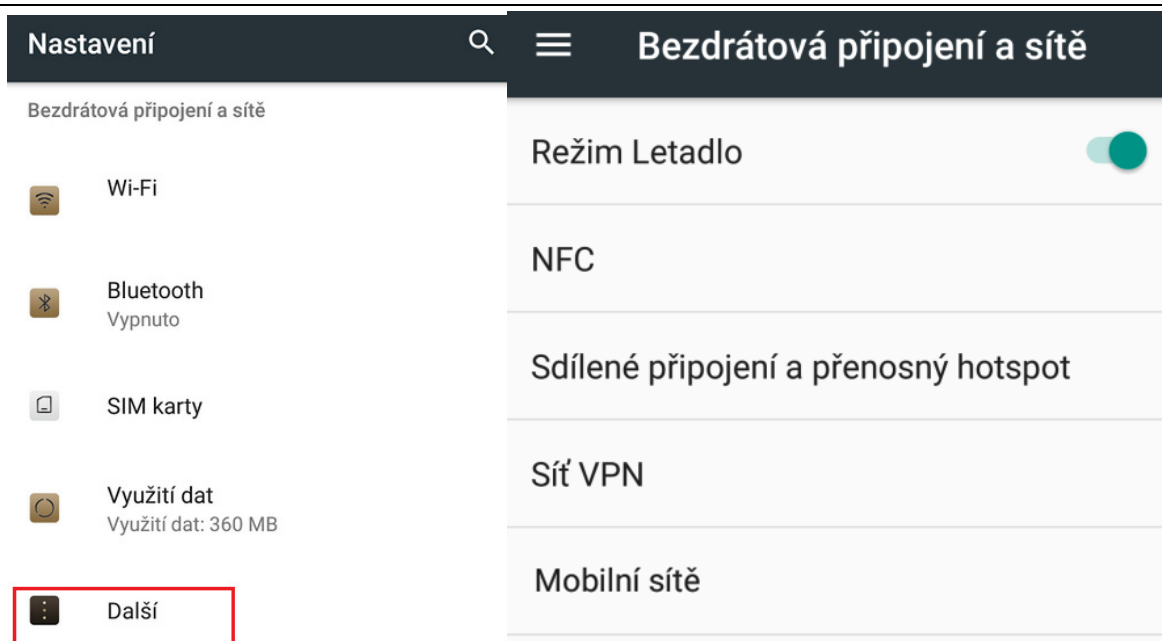 Nastavení
Bezdrátová připojení a sítě
Wi-Fi
Bluetooth
Vypnuto
SIM karty
Využití dat
Využití dat: 360 MB
Další
Bezdrátová připojení a sítě
Režim Letadlo
NFC
Sdílené připojení a přenosný hotspot
Síť VPN
Mobilní sítě